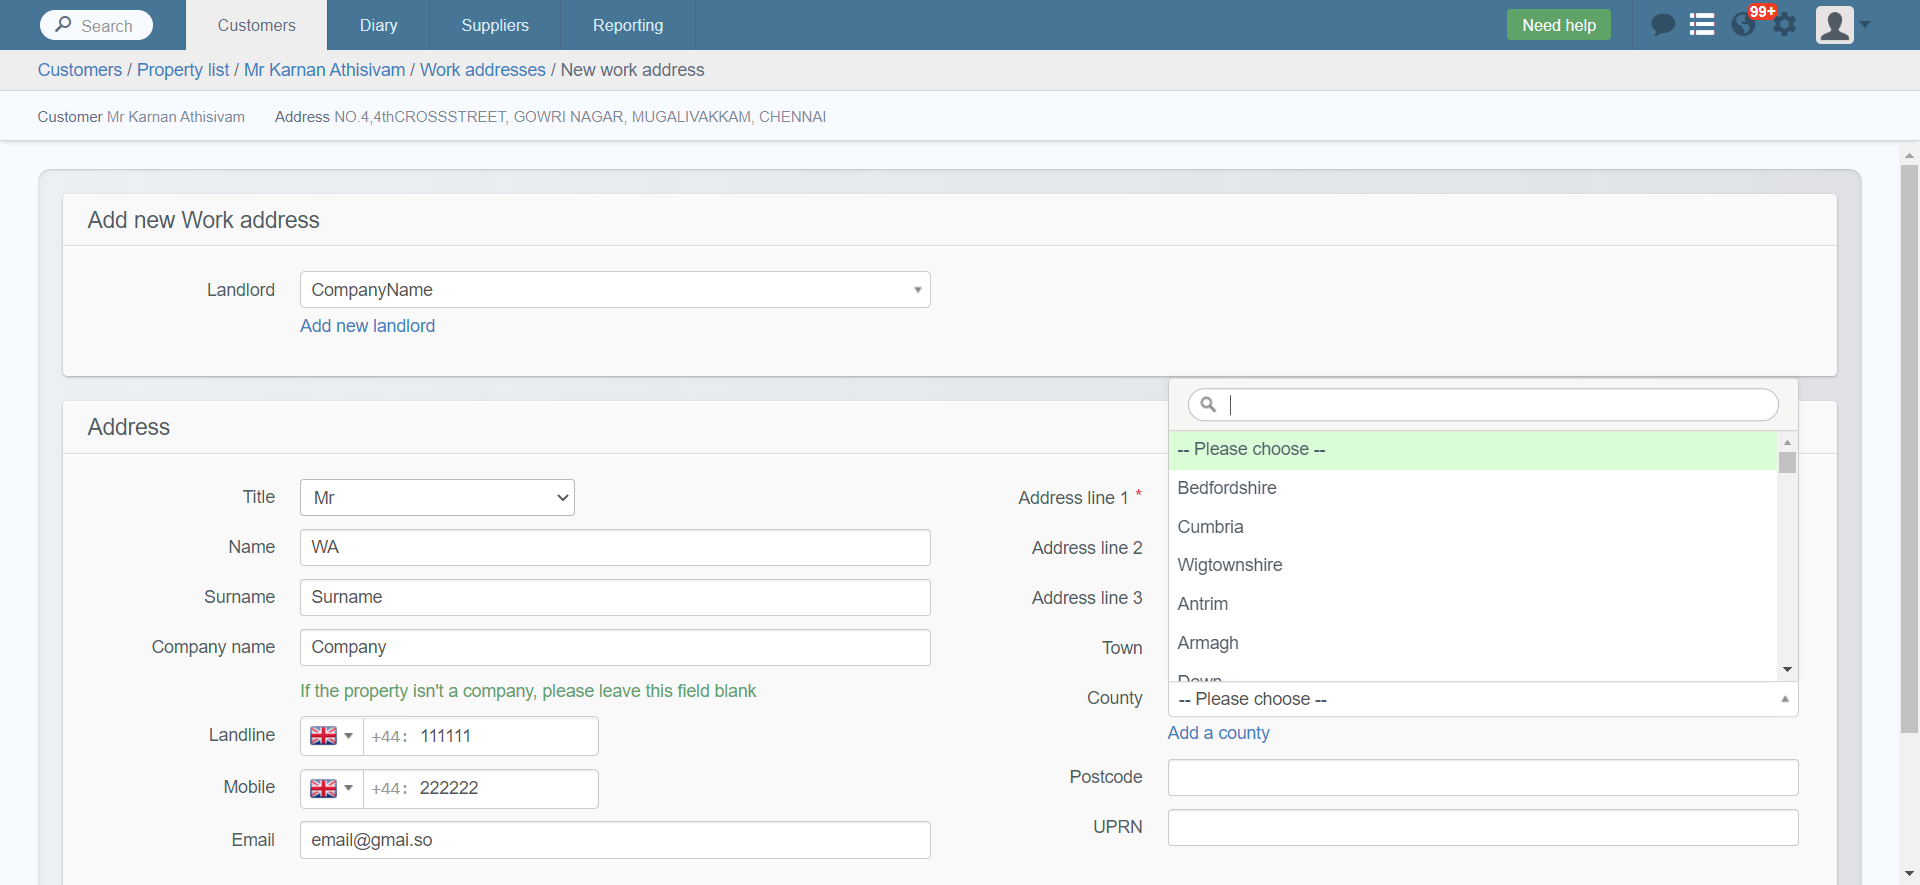 Search
Customers
Diary
Suppliers
Reporting
Need help
99+
Customers / Property list / Mr Karnan Athisivam / Work addresses / New work address
Customer Mr Karnan Athisivam Address NO.4,4thCROSSSTREET, GOWRI NAGAR, MUGALIVAKKAM, CHENNAI
Add new Work address
Landlord CompanyName
Add new landlord
Address
Title Mr
Name WA
Surname Surname
Company name Company
If the property isn't a company, please leave this field blank
Landline +44: 111111
Mobile +44: 222222
Email email@gmai.so
Address line 1 *
Address line 2
Address line 3
Town
-- Please choose --
Bedfordshire
Cumbria
Wigtownshire
Antrim
Armagh
Down
County -- Please choose --
Add a county
Postcode
UPRN